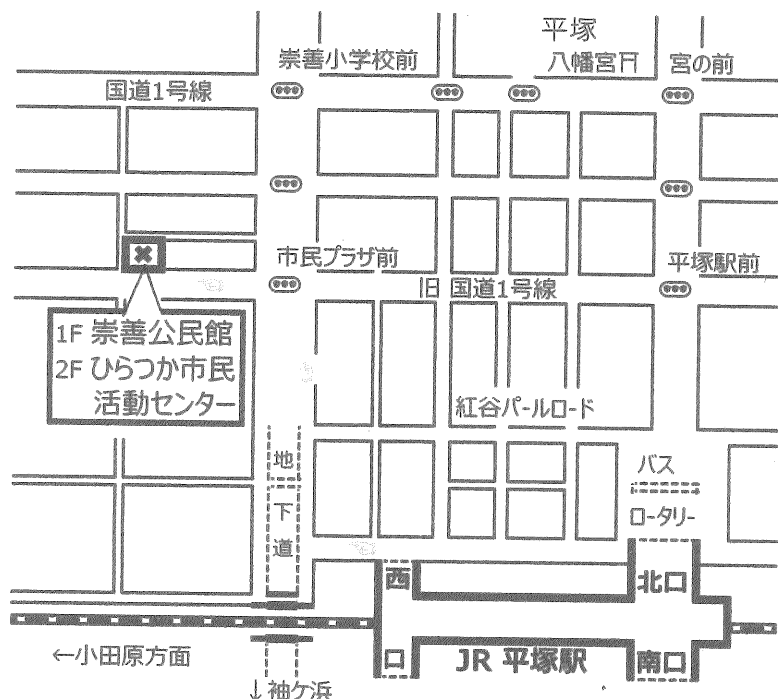 平塚
崇善小学校前
八幡宮
宮の前
国道1号線
市民プラザ前
平塚駅前
旧 国道1号線
1F 崇善公民館
2F ひらつか市民
活動センター
紅谷パールロード
地
下
道
バス
ロータリー
西
口
北口
JR 平塚駅
南口
←小田原方面
↓袖ケ浜